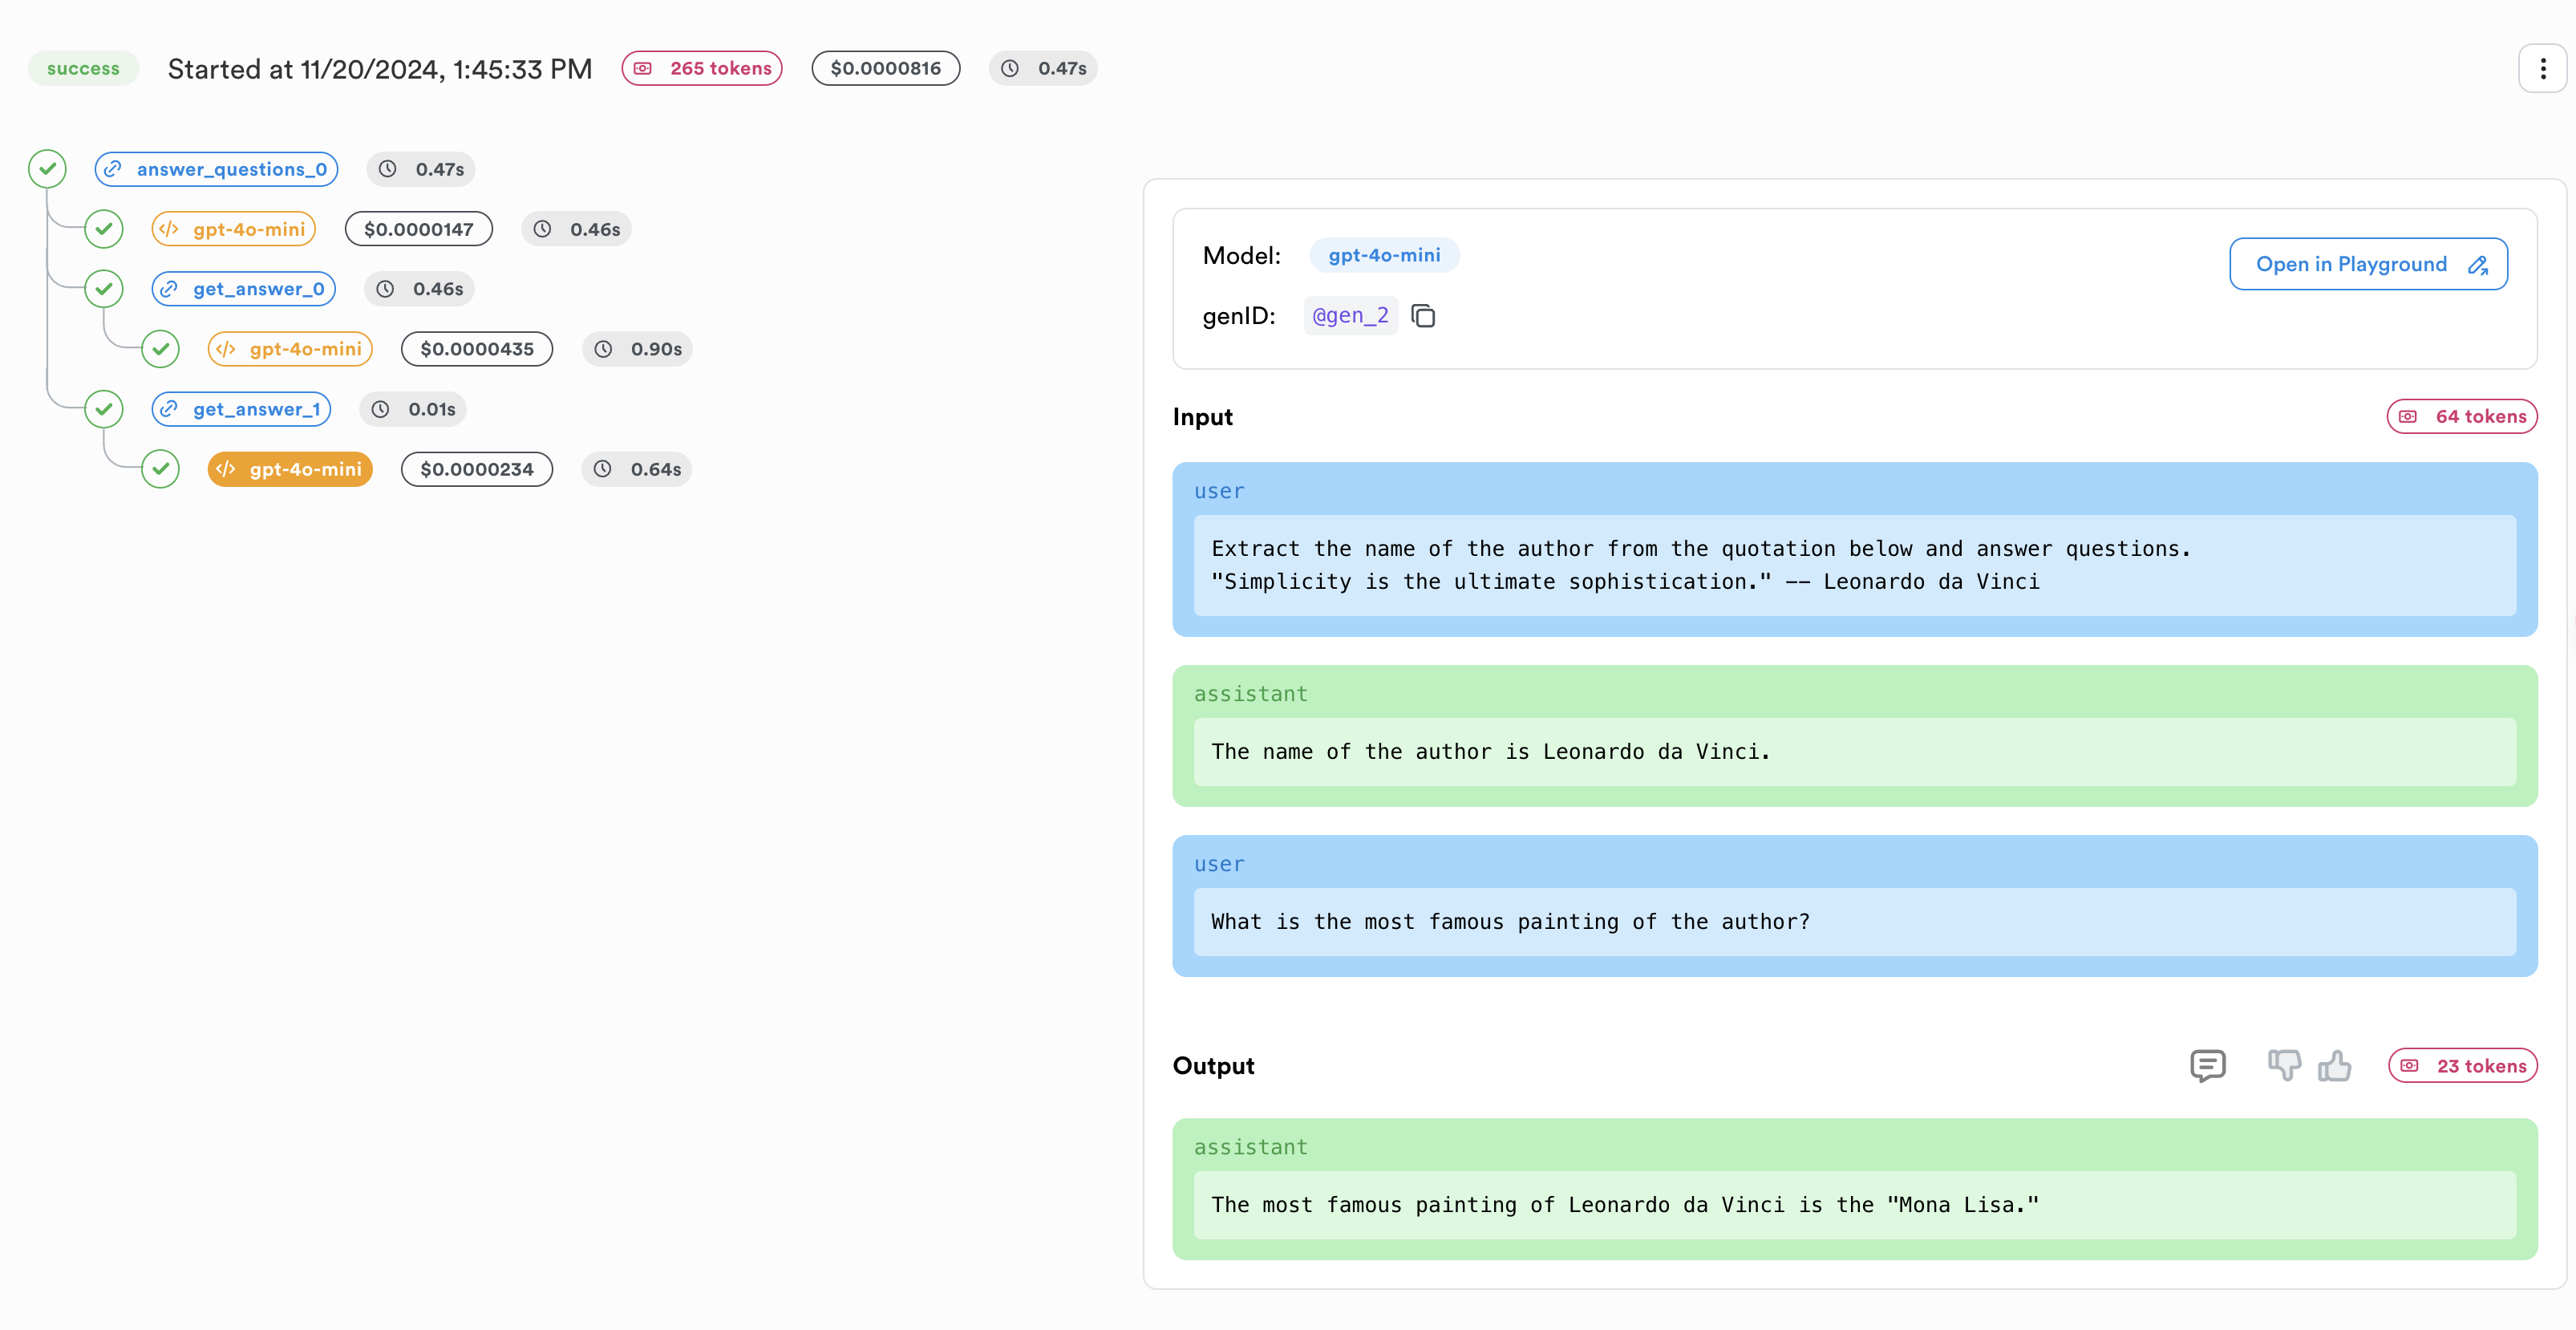 success Started at 11/20/2024, 1:45:33 PM 265 tokens $0.0000816 0.47s
answer_questions_0 0.47s
gpt-4o-mini $0.0000147 0.46s
get_answer_0 0.46s
gpt-4o-mini $0.0000435 0.90s
get_answer_1 0.01s
gpt-4o-mini $0.0000234 0.64s
Model: gpt-4o-mini Open in Playground
genID: @gen_2
Input 64 tokens
user
Extract the name of the author from the quotation below and answer questions.
"Simplicity is the ultimate sophistication." -- Leonardo da Vinci
assistant
The name of the author is Leonardo da Vinci.
user
What is the most famous painting of the author?
Output 23 tokens
assistant
The most famous painting of Leonardo da Vinci is the "Mona Lisa."